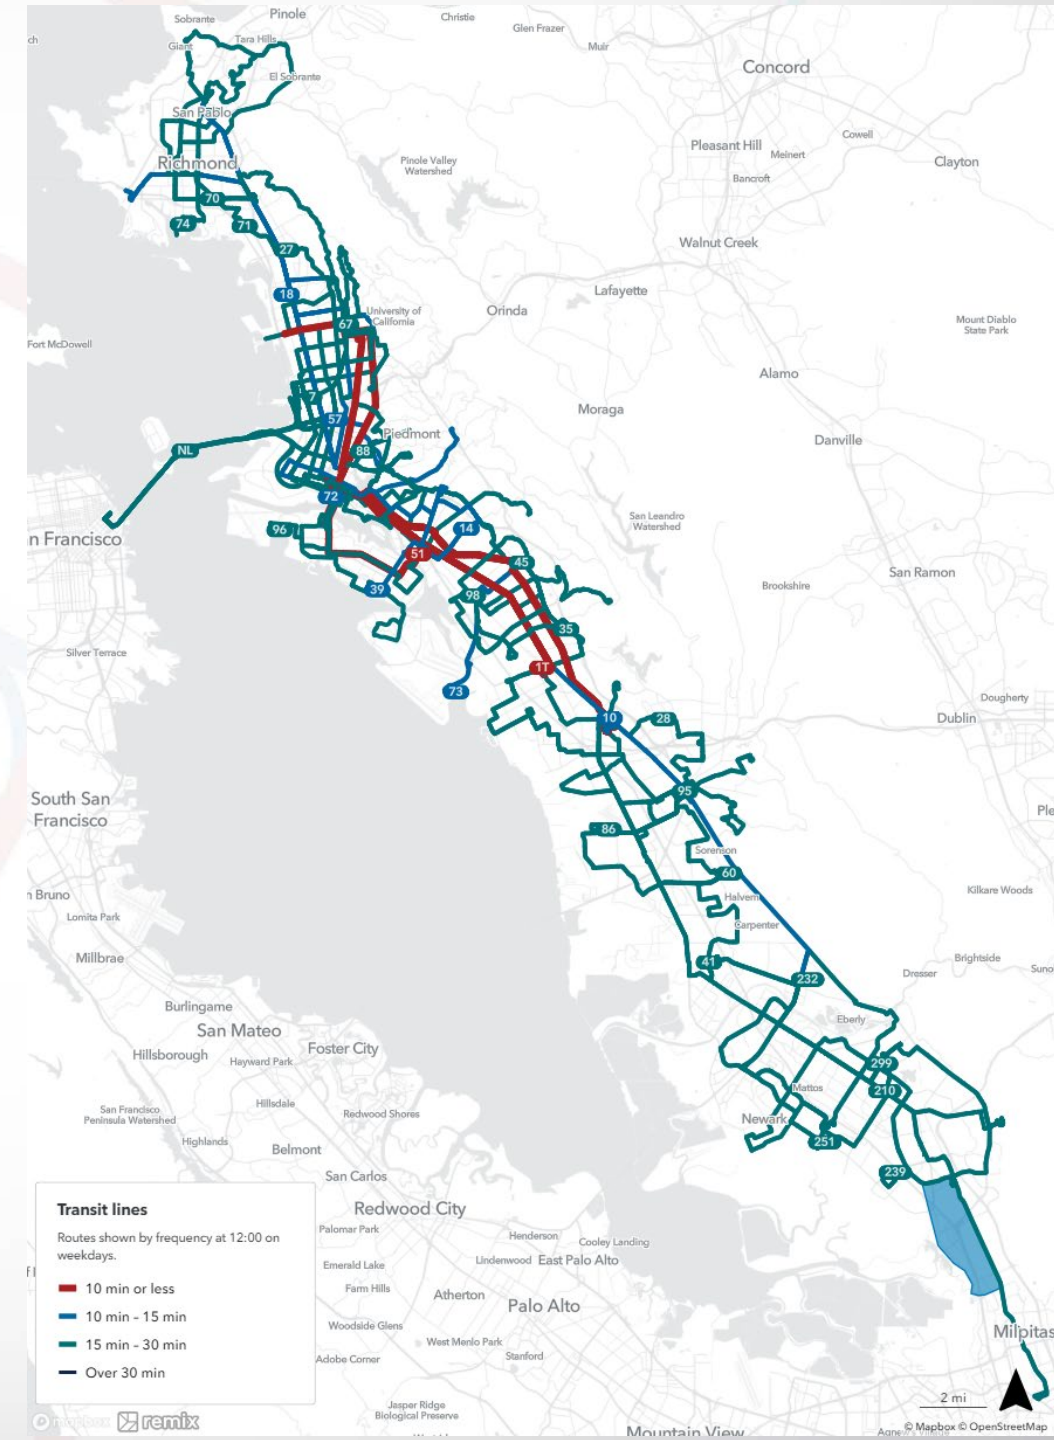 Sobrante
Pinole
Christie
Glen Frazer
Giant
Tara Hills
Muir
ch
El Sobrante
Concord
San Pablo
Cowell
Pleasant Hill
Meinert
Clayton
Richmond
Pinole Valley
Watershed
Bancroft
70
74
71
27
Walnut Creek
18
Lafayette
Orinda
University of
California
67
Mount Diablo
State Park
Fort McDowell
Alamo
7
Moraga
57
Piedmont
Danville
NL
88
72
San Leandro
Watershed
96
14
n Francisco
51
45
San Ramon
39
98
Brookshire
35
Silver Terrace
1T
73
Dougherty
10
28
Dublin
95
South San
Francisco
Ple
86
Sorenson
60
n Bruno
Halvern
Kilkare Woods
Lomita Park
Carpenter
Millbrae
41
Brightside
Suno
232
Dresser
Burlingame
San Mateo
Eberly
Foster City
Hillsborough
Hayward Park
299
Mattos
210
San Francisco
Peninsula Watershed
Hillsdale
Redwood Shores
Newark
Highlands
Belmont
251
San Carlos
239
Redwood City
Palomar Park
Henderson
Cooley Landing
Lindenwood
East Palo Alto
Emerald Lake
Farm Hills
Atherton
Palo Alto
Woodside Glens
Milpitas
West Menlo Park
Adobe Corner
Stanford
Jasper Ridge
Biological Preserve
Mountain View
Transit lines
Routes shown by frequency at 12:00 on
weekdays.
10 min or less
10 min - 15 min
15 min - 30 min
Over 30 min
mapbox remix
2 mi
© Mapbox © OpenStreetMap